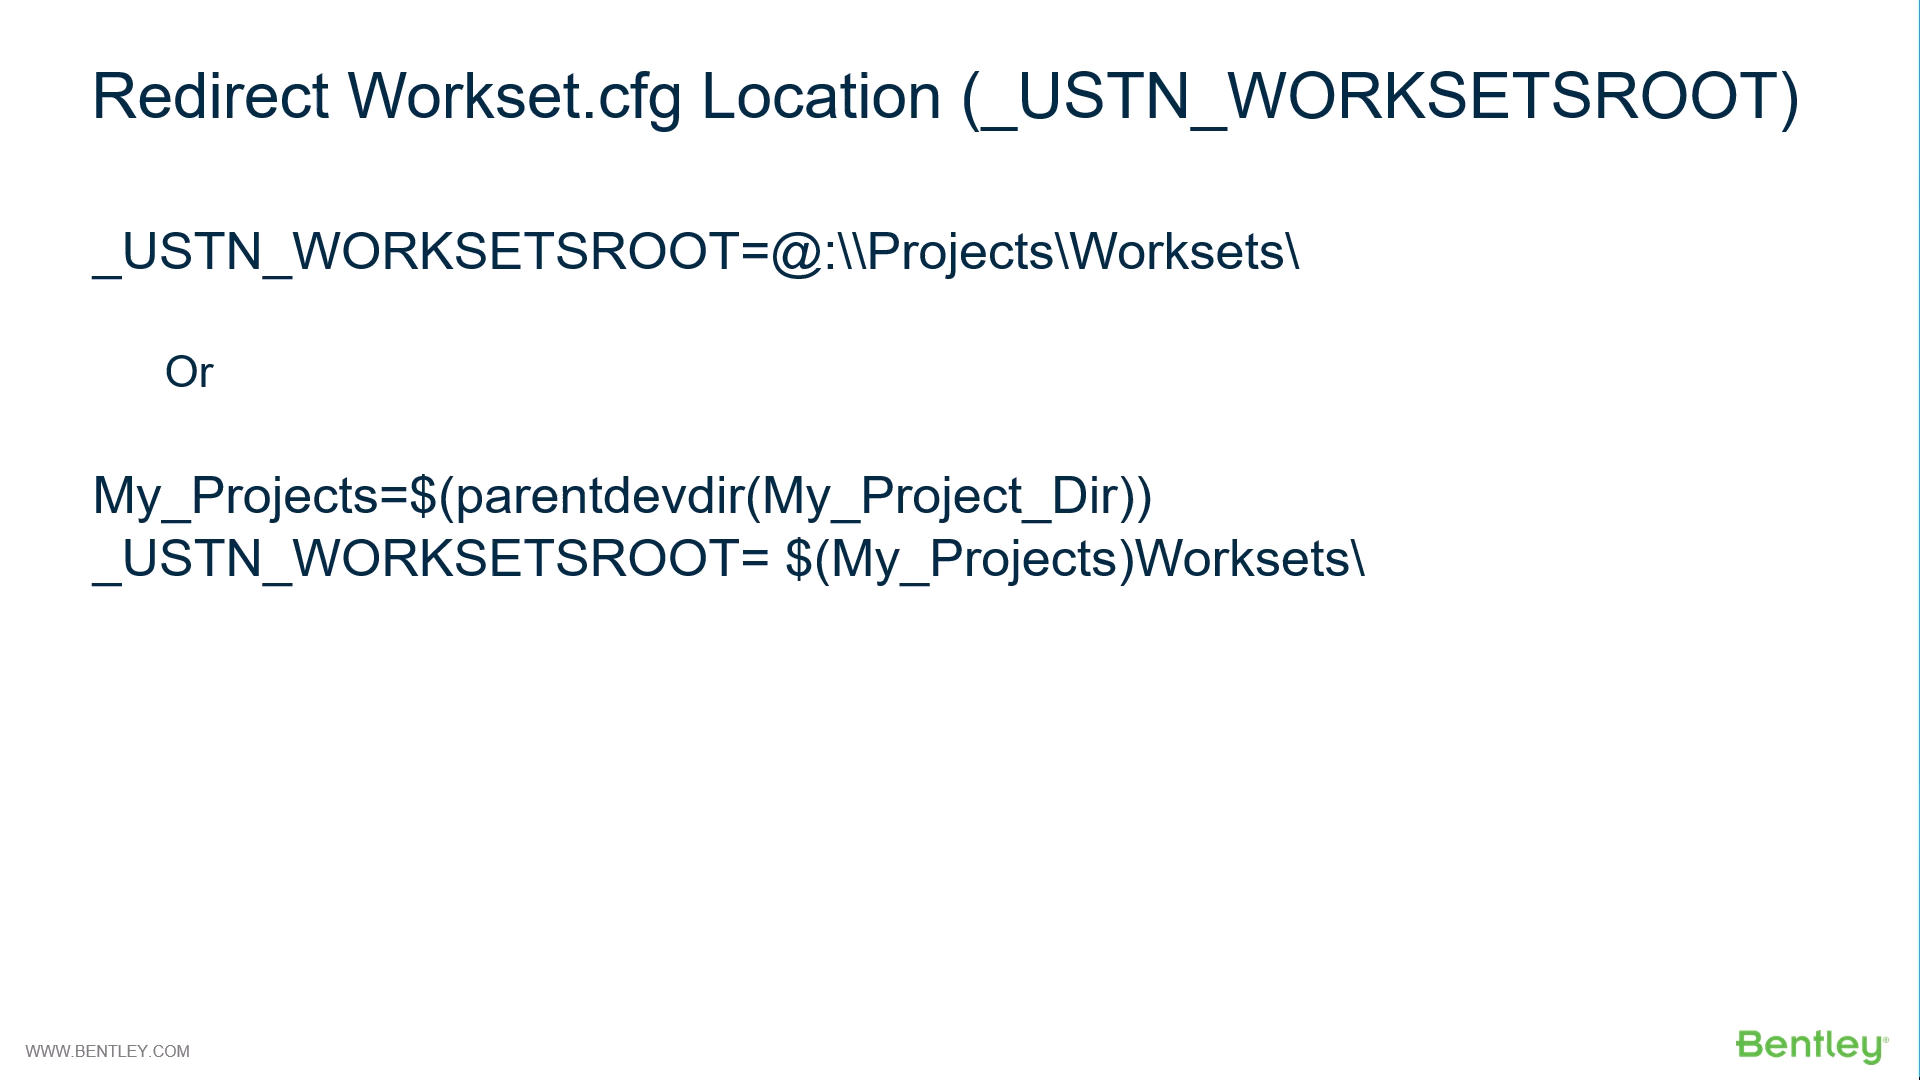 Redirect Workset.cfg Location (_USTN_WORKSETSROOT)
_USTN_WORKSETSROOT=@:\\Projects\Worksets\
Or
My_Projects=$(parentdevdir(My_Project_Dir))
_USTN_WORKSETSROOT= $(My_Projects)Worksets\
WWW.BENTLEY.COM
Bentley®